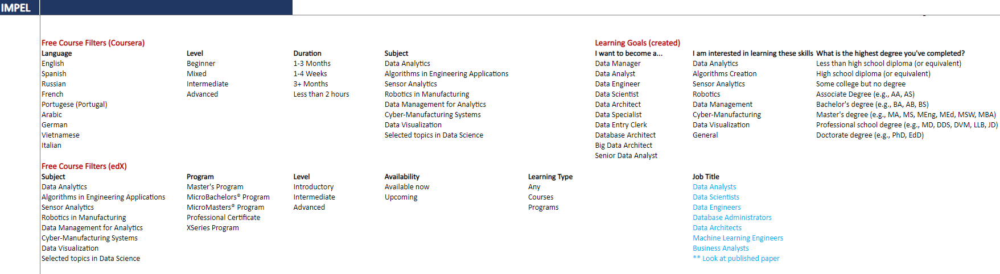 IMPEL
Free Course Filters (Coursera) Learning Goals (created)
Language Level Duration Subject I want to become a... I am interested in learning these skills What is the highest degree you've completed?
English Beginner 1-3 Months Data Analytics Data Manager Data Analytics Less than high school diploma (or equivalent)
Spanish Mixed 1-4 Weeks Algorithms in Engineering Applications Data Analyst Algorithms Creation High school diploma (or equivalent)
Russian Intermediate 3+ Months Sensor Analytics Data Engineer Sensor Analytics Some college but no degree
French Advanced Less than 2 hours Robotics in Manufacturing Data Scientist Robotics Associate Degree (e.g., AA, AS)
Portugese (Portugal) Data Management for Analytics Data Architect Data Management Bachelor's degree (e.g., BA, AB, BS)
Arabic Cyber-Manufacturing Systems Data Specialist Cyber-Manufacturing Master's degree (e.g., MA, MS, MEng, MEd, MSW, MBA)
German Data Visualization Data Entry Clerk Data Visualization Professional school degree (e.g., MD, DDS, DVM, LLB, JD)
Vietnamese Selected topics in Data Science Database Architect General Doctorate degree (e.g., PhD, EdD)
Italian Big Data Architect
Senior Data Analyst
Free Course Filters (edX)
Subject Program Level Availability Learning Type Job Title
Data Analytics Master's Program Introductory Available now Any Data Analysts
Algorithms in Engineering Applications MicroBachelors® Program Intermediate Upcoming Courses Data Scientists
Sensor Analytics MicroMasters® Program Advanced Programs Data Engineers
Robotics in Manufacturing Professional Certificate Database Administrators
Data Management for Analytics XSeries Program Data Architects
Cyber-Manufacturing Systems Machine Learning Engineers
Data Visualization Business Analysts
Selected topics in Data Science ** Look at published paper